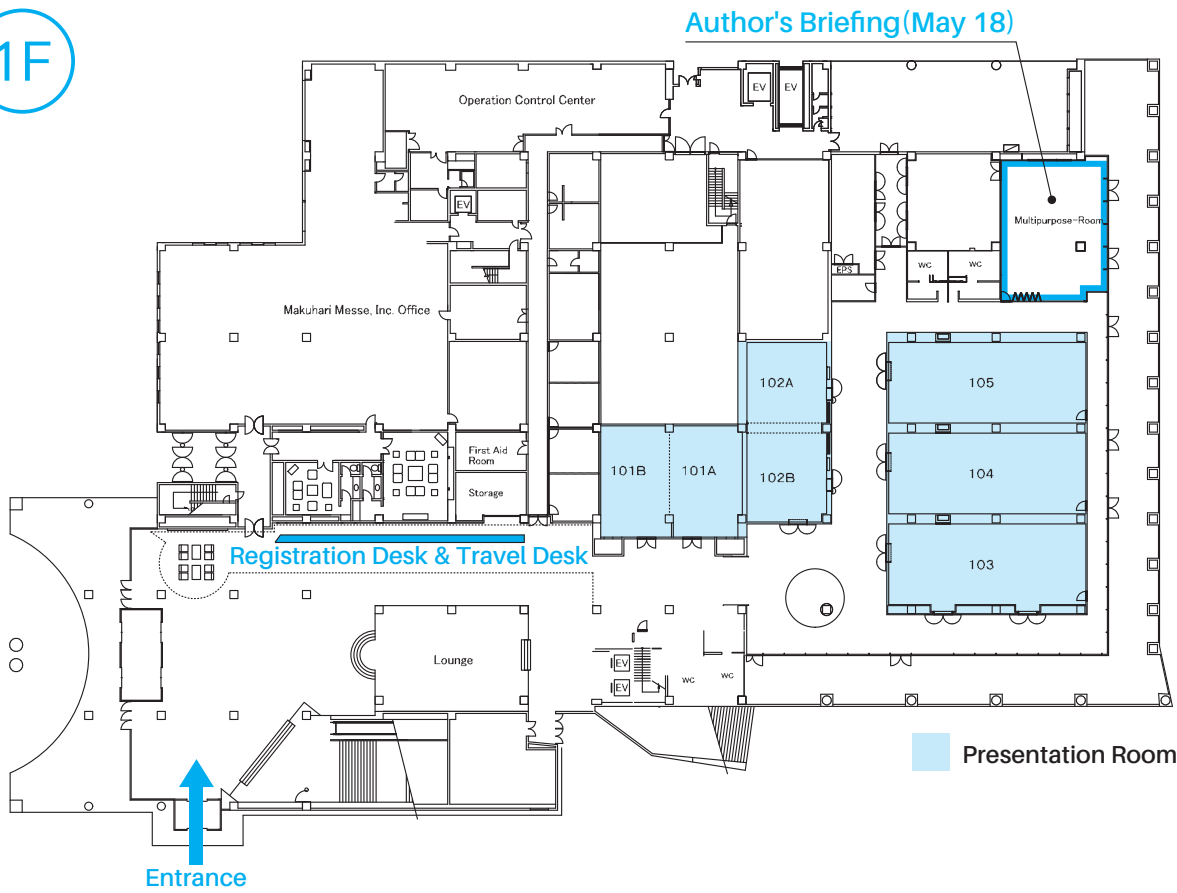 1F
Author's Briefing(May 18)
Operation Control Center
EV
EV
EV
Multipurpose-Room
WC
WC
EPS
Makuhari Messe, Inc. Office
102A
105
First Aid
Room
101B
101A
102B
104
Storage
Registration Desk & Travel Desk
103
Lounge
EV
EV
WC
WC
Presentation Room
Entrance